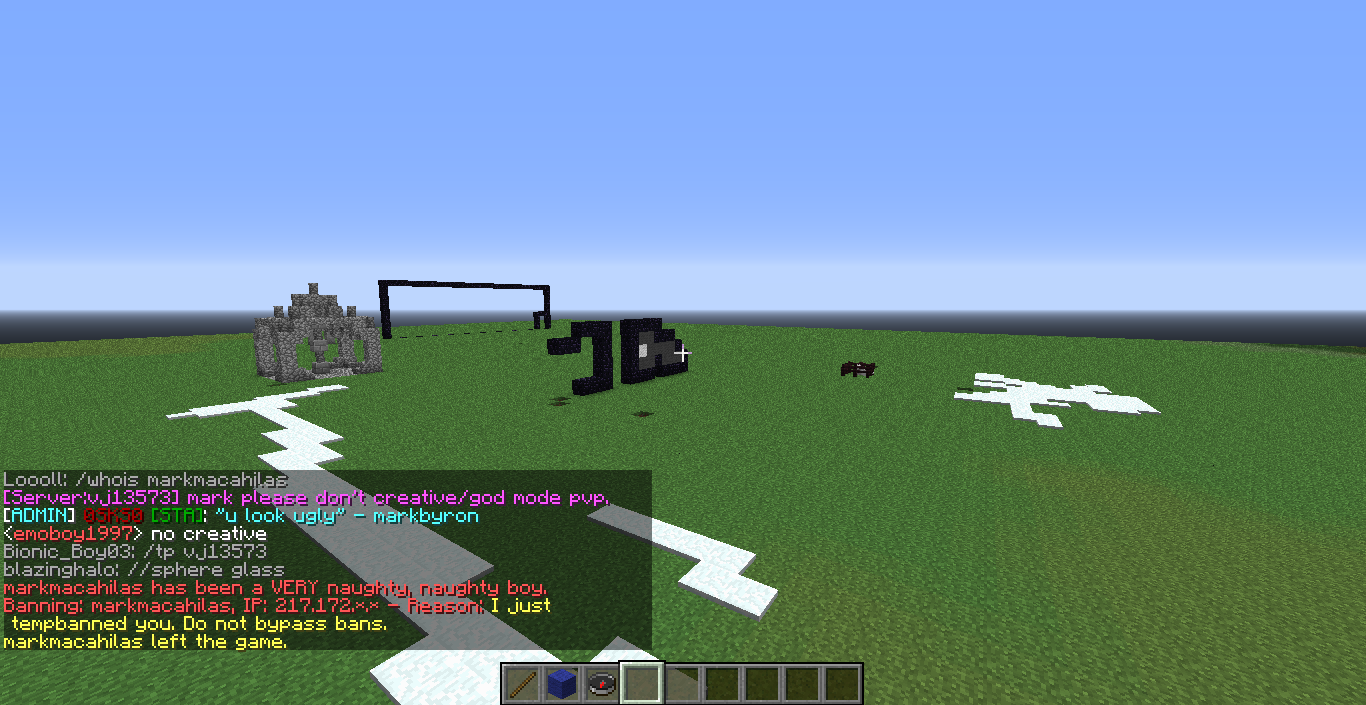 Loooll: /whois markmacahilas
[Server:vj13573] mark please don't creative/god mode pvp.
[ADMIN] 05K50 [STA]: "u look ugly" - markbyron
<emoboy1997> no creative
Bionic_Boy03: /tp vj13573
blazinghalo: //sphere glass
markmacahilas has been a VERY naughty, naughty boy.
Banning: markmacahilas, IP: 217.172.×.× - Reason: I just
tempbanned you. Do not bypass bans.
markmacahilas left the game.